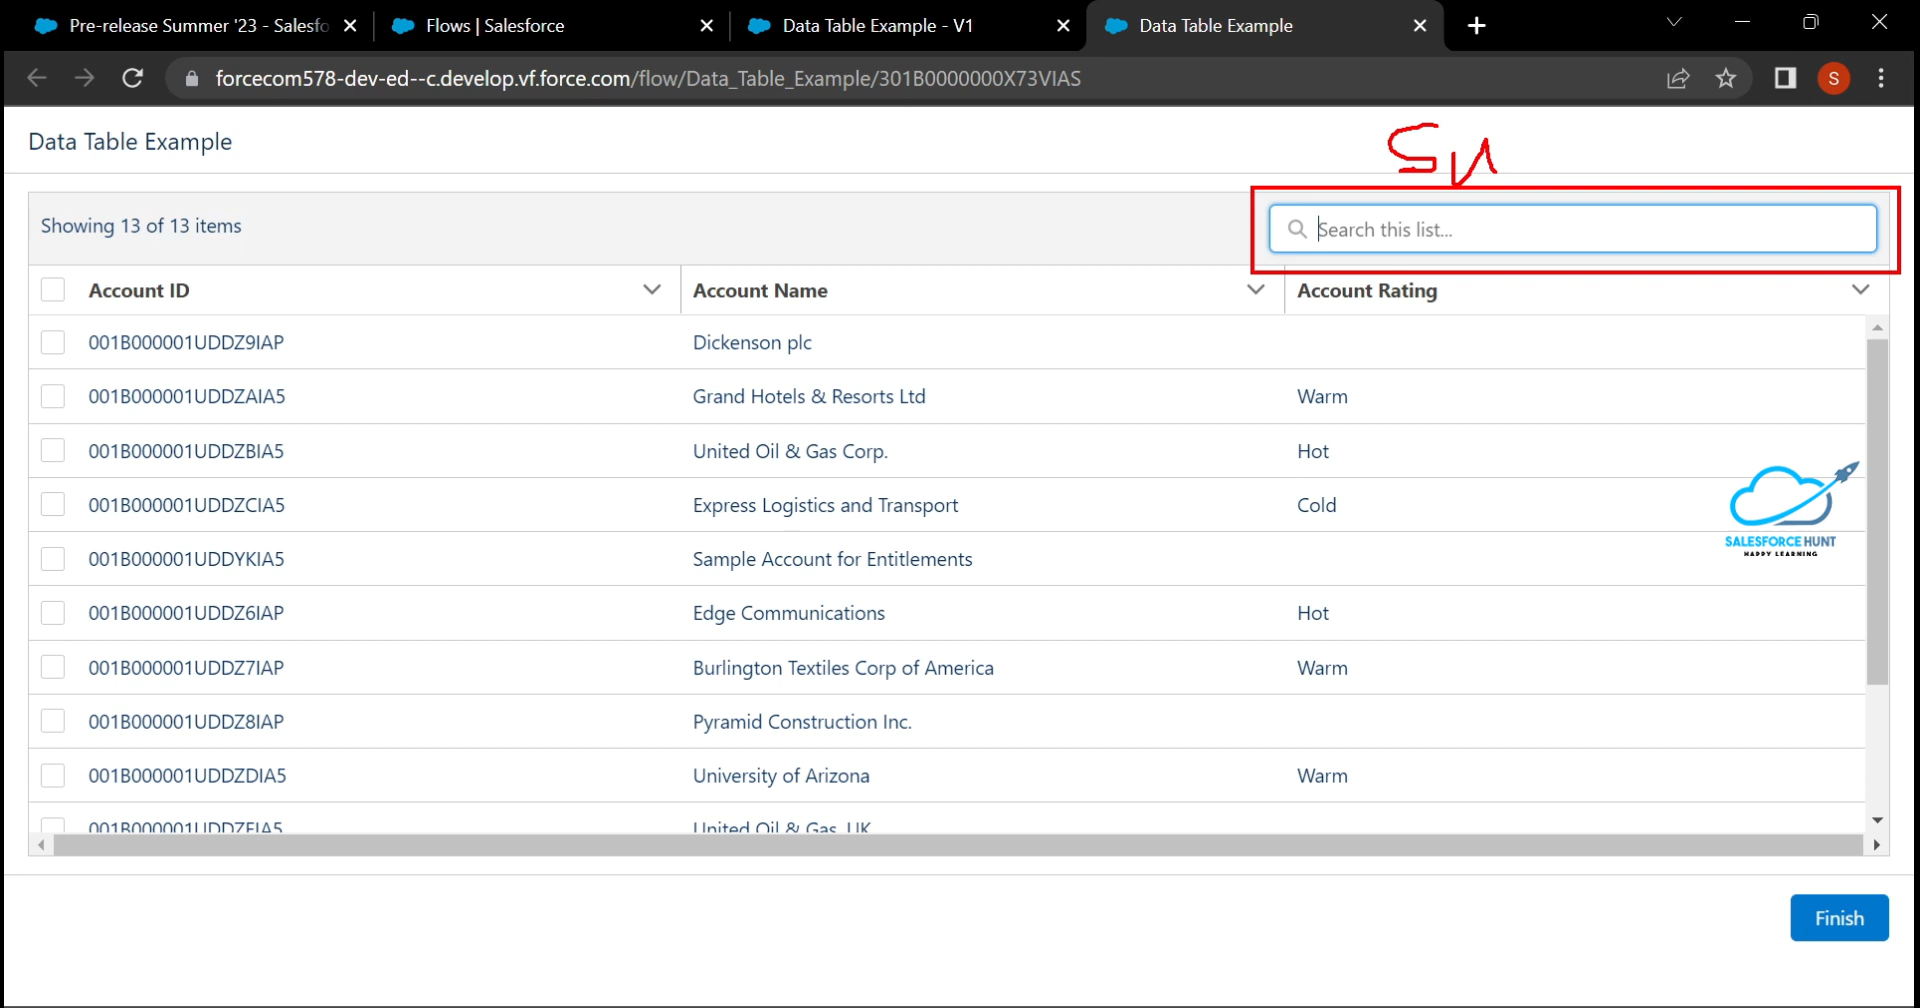 Pre-release Summer '23 - Salesfo
Flows | Salesforce
Data Table Example - V1
Data Table Example
forcecom578-dev-ed--c.develop.vf.force.com/flow/Data_Table_Example/301B0000000X73VIAS
S
Data Table Example
Showing 13 of 13 items
Search this list...
Account ID Account Name Account Rating
001B000001UDDZ9IAP Dickenson plc
001B000001UDDZAIA5 Grand Hotels & Resorts Ltd Warm
001B000001UDDZBIA5 United Oil & Gas Corp. Hot
001B000001UDDZCIA5 Express Logistics and Transport Cold
001B000001UDDYKIA5 Sample Account for Entitlements
001B000001UDDZ6IAP Edge Communications Hot
001B000001UDDZ7IAP Burlington Textiles Corp of America Warm
001B000001UDDZ8IAP Pyramid Construction Inc.
001B000001UDDZDIA5 University of Arizona Warm
United Oil & Gas, UK
SALESFORCE HUNT
HAPPY LEARNING
Finish